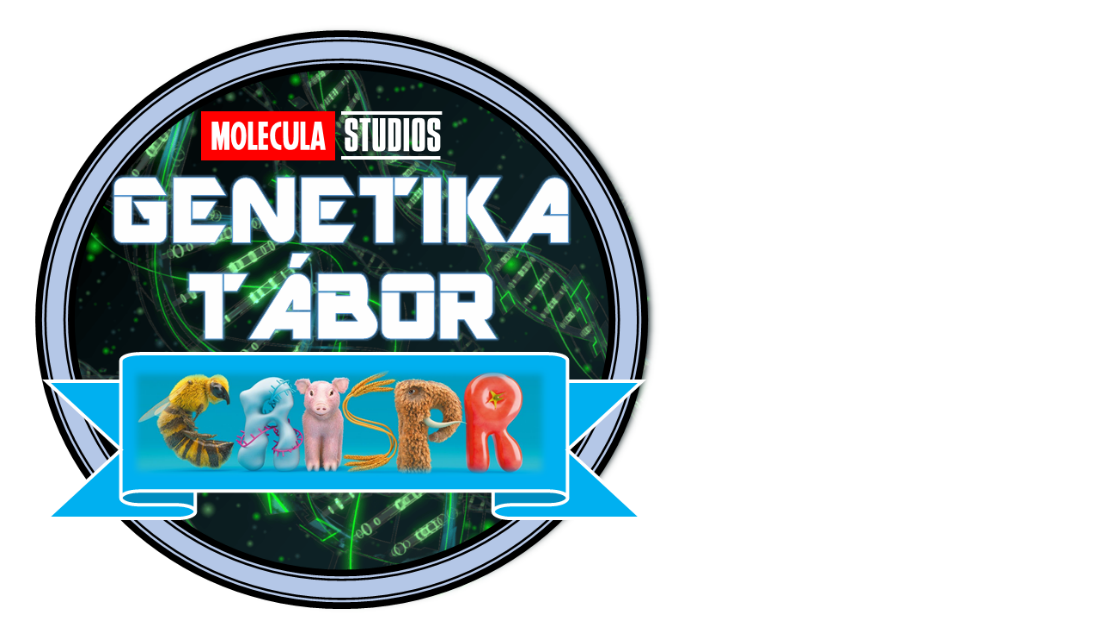 MOLECULA STUDIOS
GENETIKA
TÁBOR
CRISPR